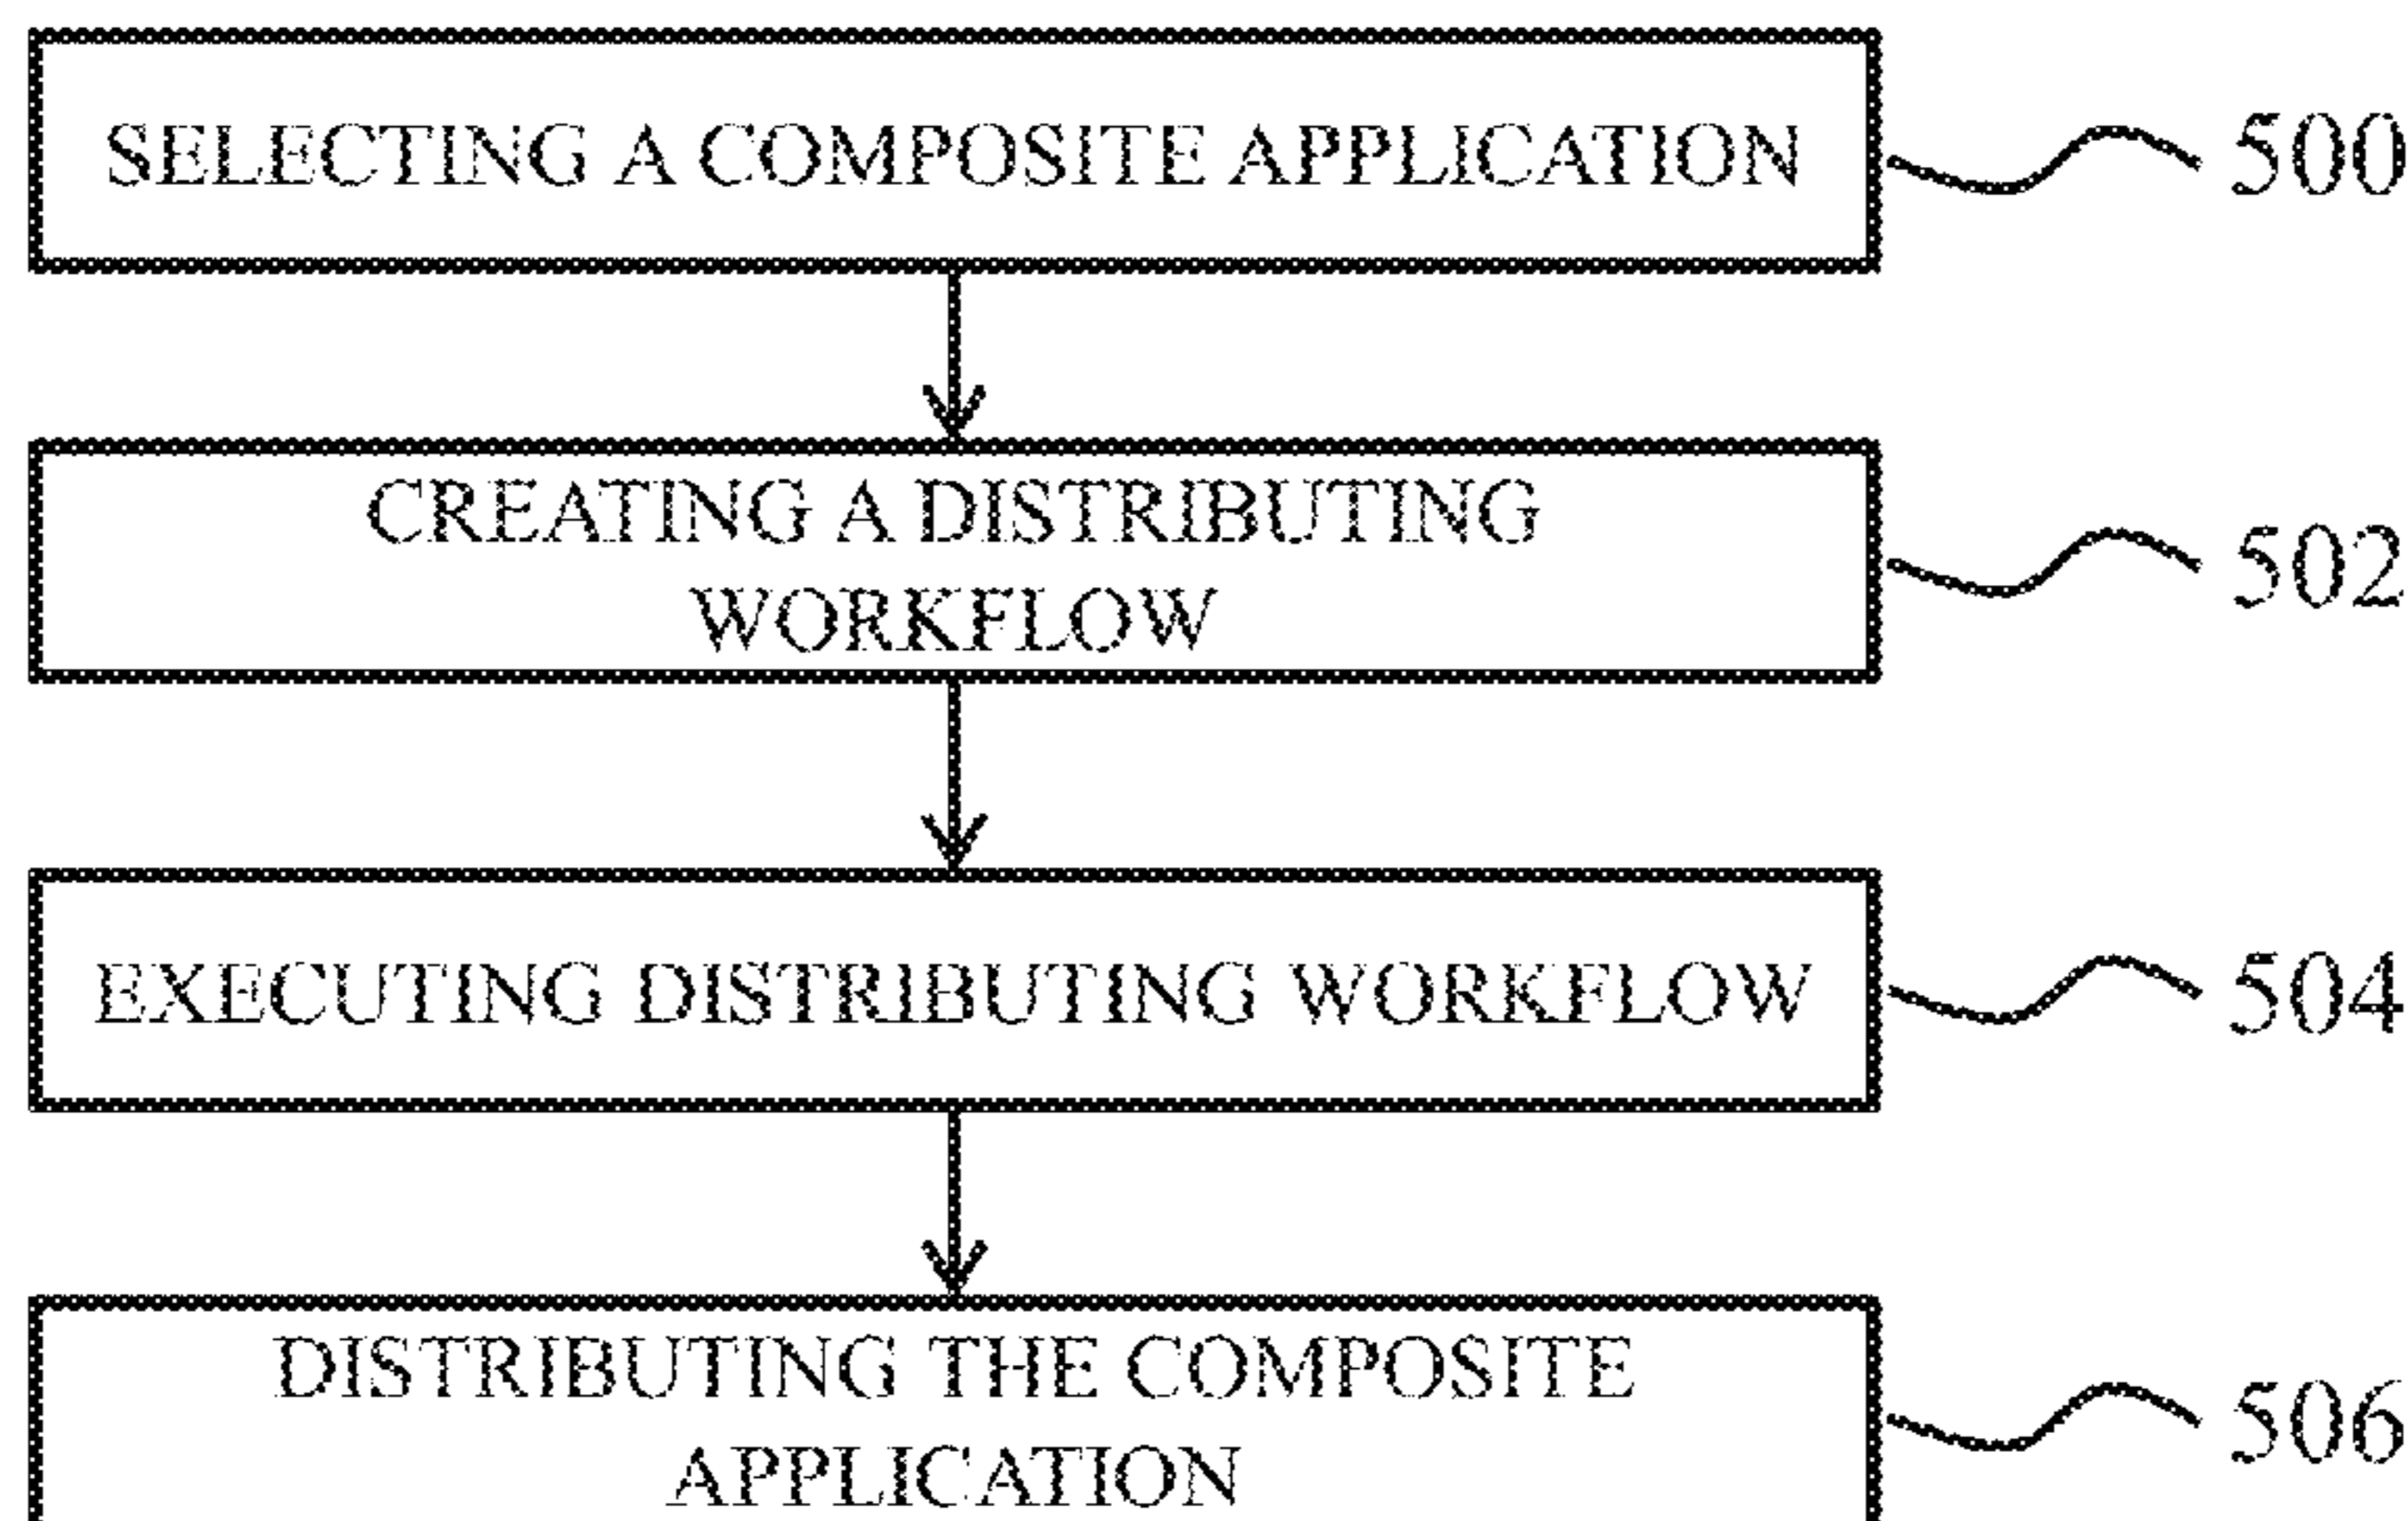 SELECTING A COMPOSITE APPLICATION
500
CREATING A DISTRIBUTING
WORKFLOW
502
EXECUTING DISTRIBUTING WORKFLOW
504
DISTRIBUTING THE COMPOSITE
APPLICATION
506